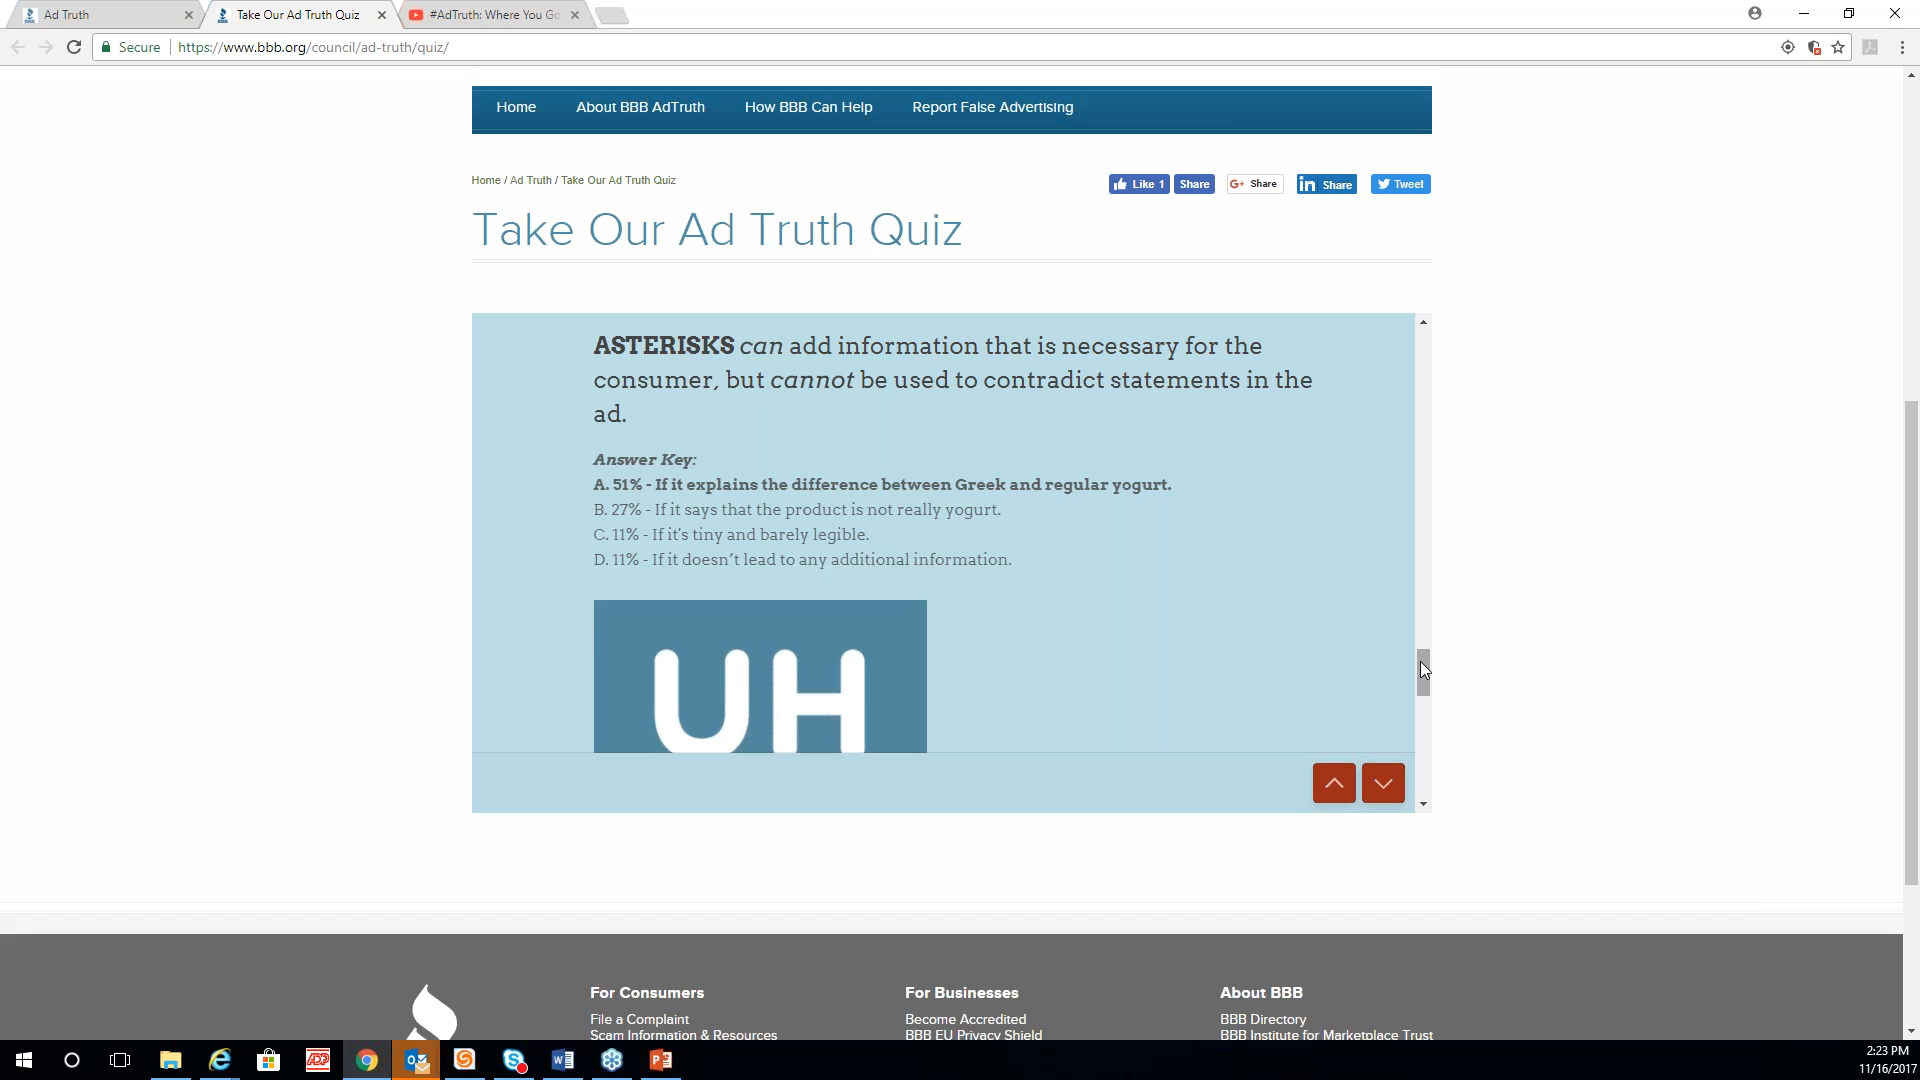 Ad Truth
Take Our Ad Truth Quiz
#AdTruth: Where You Go
Secure
https://www.bbb.org/council/ad-truth/quiz/
Home
About BBB AdTruth
How BBB Can Help
Report False Advertising
Home / Ad Truth / Take Our Ad Truth Quiz
Like 1
Share
G+ Share
in Share
Tweet
Take Our Ad Truth Quiz
ASTERISKS can add information that is necessary for the
consumer, but cannot be used to contradict statements in the
ad.
Answer Key:
A. 51% - If it explains the difference between Greek and regular yogurt.
B. 27% - If it says that the product is not really yogurt.
C. 11% - If it's tiny and barely legible.
D. 11% - If it doesn’t lead to any additional information.
UH
For Consumers
For Businesses
About BBB
File a Complaint
Become Accredited
BBB Directory
Scam Information & Resources
BBB EU Privacy Shield
BBB Institute for Marketplace Trust
ADP
2:23 PM
11/16/2017